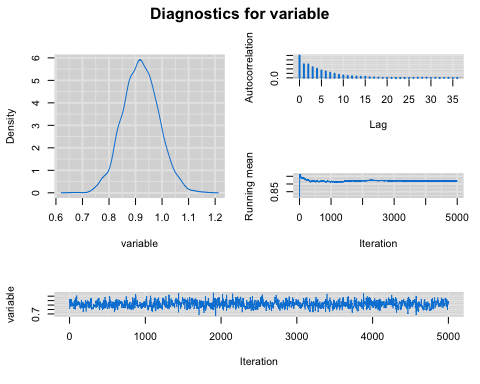 Diagnostics for variable
Density
0
1
2
3
4
5
6
0.6 0.7 0.8 0.9 1.0 1.1 1.2
variable
Autocorrelation
0.0
0 5 10 15 20 25 30 35
Lag
Running mean
0.85
0 1000 3000 5000
Iteration
variable
0.7
0 1000 2000 3000 4000 5000
Iteration